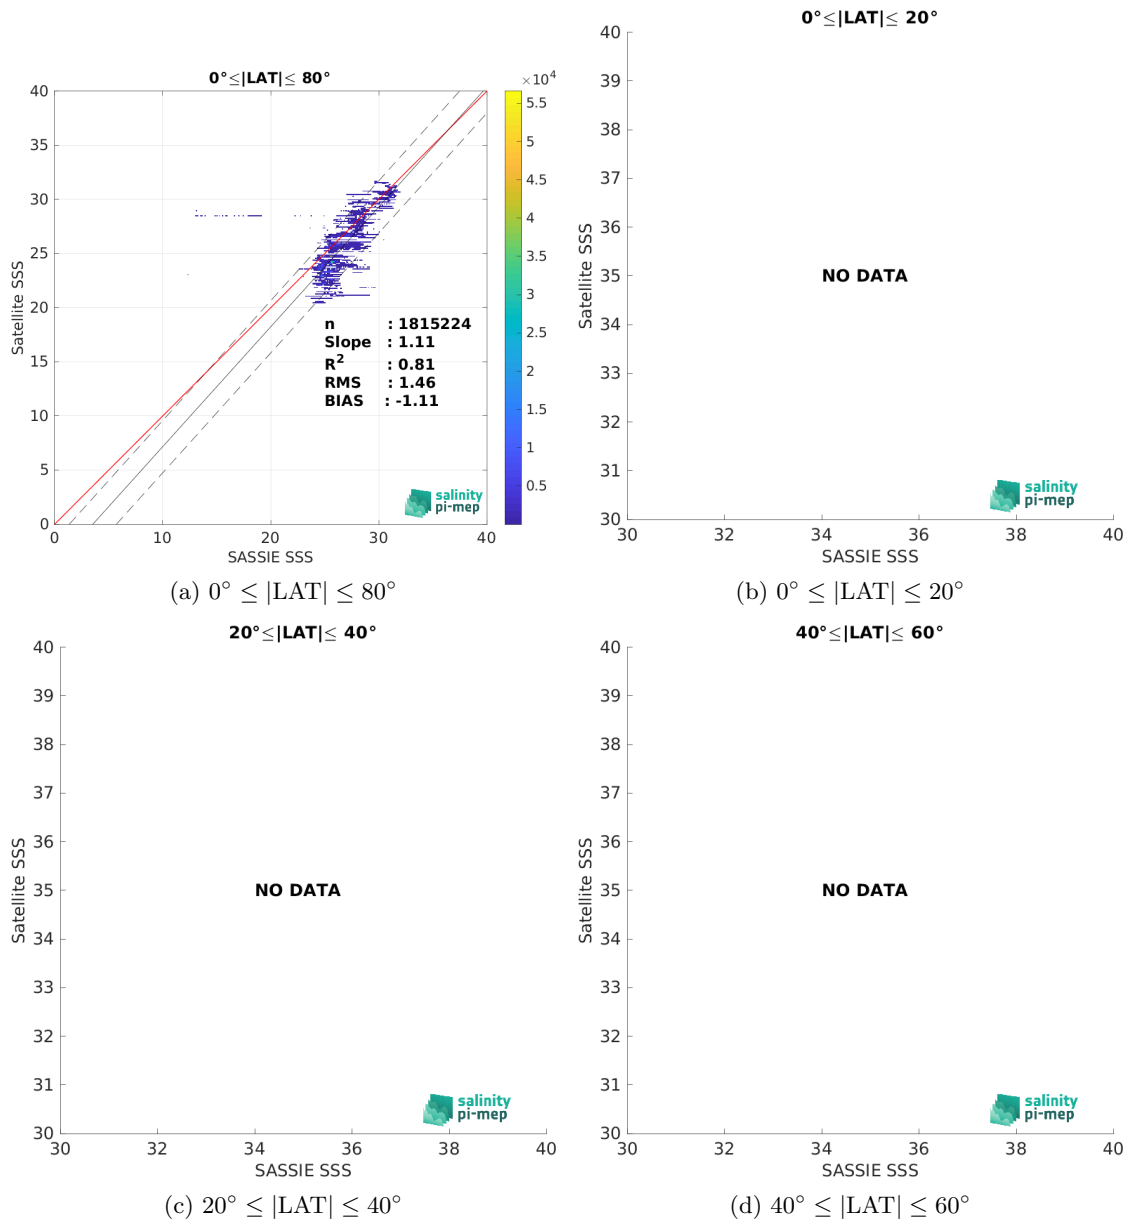 0°≤|LAT|≤ 80°
×10⁴
40
35
30
25
20
15
10
5
0
Satellite SSS
5.5
5
4.5
4
3.5
3
2.5
2
1.5
1
0.5
n : 1815224
Slope : 1.11
R² : 0.81
RMS : 1.46
BIAS : -1.11
salinity
pi-mep
0 10 20 30 40
SASSIE SSS
(a) 0° ≤ |LAT| ≤ 80°
0°≤|LAT|≤ 20°
40
39
38
37
36
35
34
33
32
31
30
Satellite SSS
NO DATA
salinity
pi-mep
30 32 34 36 38 40
SASSIE SSS
(b) 0° ≤ |LAT| ≤ 20°
20°≤|LAT|≤ 40°
40
39
38
37
36
35
34
33
32
31
30
Satellite SSS
NO DATA
salinity
pi-mep
30 32 34 36 38 40
SASSIE SSS
(c) 20° ≤ |LAT| ≤ 40°
40°≤|LAT|≤ 60°
40
39
38
37
36
35
34
33
32
31
30
Satellite SSS
NO DATA
salinity
pi-mep
30 32 34 36 38 40
SASSIE SSS
(d) 40° ≤ |LAT| ≤ 60°